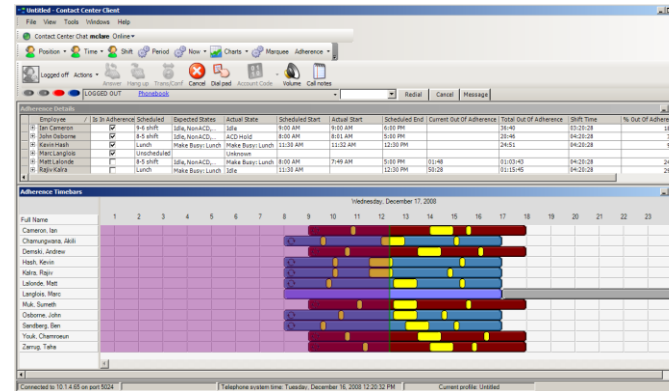 Untitled - Contact Center Client
File View Tools Windows Help
Contact Center Chat mclare Online
Position Time Shift Period Now Charts Marquee Adherence
Logged off Actions Answer Hang up Trans/Conf Cancel Dial pad Account Code Volume Call notes
LOGGED OUT Phonebook Redial Cancel Message
Adherence Details
Employee / Is In Adherence Scheduled Expected States Actual State Scheduled Start Actual Start Scheduled End Current Out Of Adherence Total Out Of Adherence Shift Time % Out Of Adhere
Ian Cameron 9-6 shift Idle, NonACD,... Idle 9:00 AM 9:00 AM 6:00 PM 38:40 03:20:28
John Osborne 8-5 shift Idle, NonACD,... ACD Hold 8:00 AM 8:01 AM 5:00 PM 20:46 04:20:28
Kevin Hash Lunch Make Busy: Lunch Make Busy: Lunch 11:30 AM 11:32 AM 12:30 PM 24:51 04:20:28
Marc Langlois Unscheduled Unknown
Matt Lalonde 8-5 shift Idle, NonACD,... Make Busy: Lunch 8:00 AM 7:49 AM 5:00 PM 01:48 01:03:43 04:20:28
Rajiv Kalra Lunch Make Busy: Lunch Idle 11:30 AM 12:30 PM 50:28 01:15:45 04:20:28
Adherence Timebars
Wednesday, December 17, 2008
Full Name 1 2 3 4 5 6 7 8 9 10 11 12 13 14 15 16 17 18 19 20 21 22 23
Cameron, Ian
Chamungwana, Akili
Demski, Andrew
Hash, Kevin
Kalra, Rajiv
Lalonde, Matt
Langlois, Marc
Muk, Sumeth
Osborne, John
Sandberg, Ben
Youk, Chamroeun
Zarrug, Taha
Connected to 10.1.4.65 on port 5024 Telephone system time: Tuesday, December 16, 2008 12:20:32 PM Current profile: Untitled